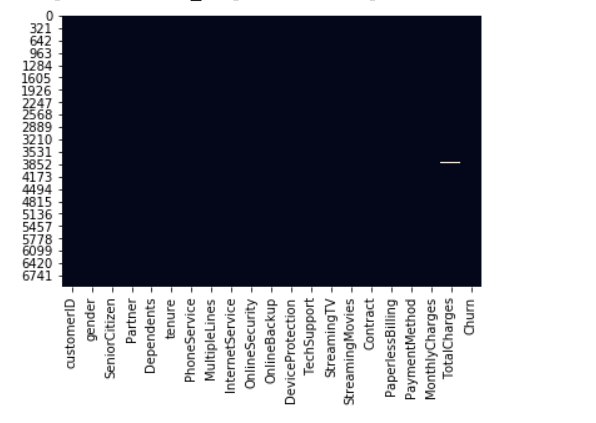 0
321
642
963
1284
1605
1926
2247
2568
2889
3210
3531
3852
4173
4494
4815
5136
5457
5778
6099
6420
6741
customerID
gender
SeniorCitizen
Partner
Dependents
tenure
PhoneService
MultipleLines
InternetService
OnlineSecurity
OnlineBackup
DeviceProtection
TechSupport
StreamingTV
StreamingMovies
Contract
PaperlessBilling
PaymentMethod
MonthlyCharges
TotalCharges
Churn